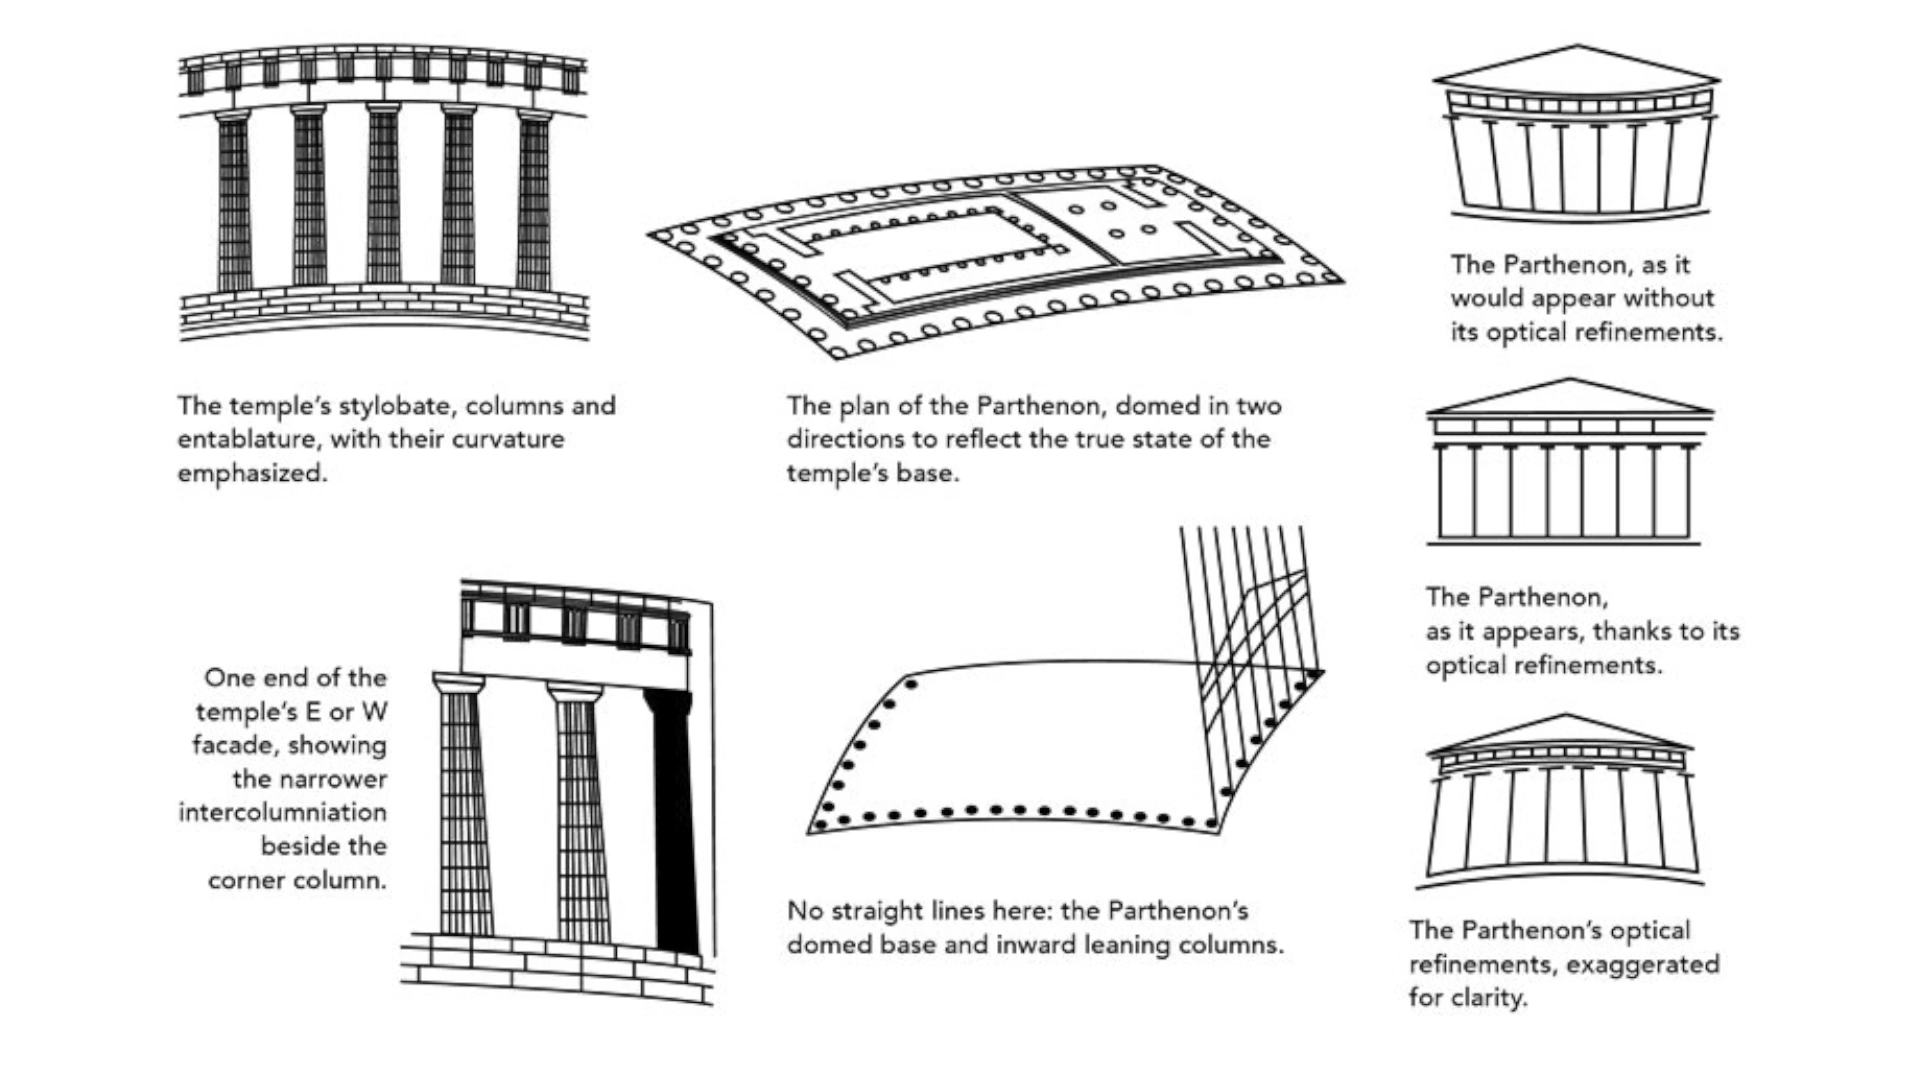 The temple's stylobate, columns and
entablature, with their curvature
emphasized.
The plan of the Parthenon, domed in two
directions to reflect the true state of the
temple's base.
The Parthenon, as it
would appear without
its optical refinements.
The Parthenon,
as it appears, thanks to its
optical refinements.
One end of the
temple's E or W
facade, showing
the narrower
intercolumniation
beside the
corner column.
No straight lines here: the Parthenon's
domed base and inward leaning columns.
The Parthenon's optical
refinements, exaggerated
for clarity.